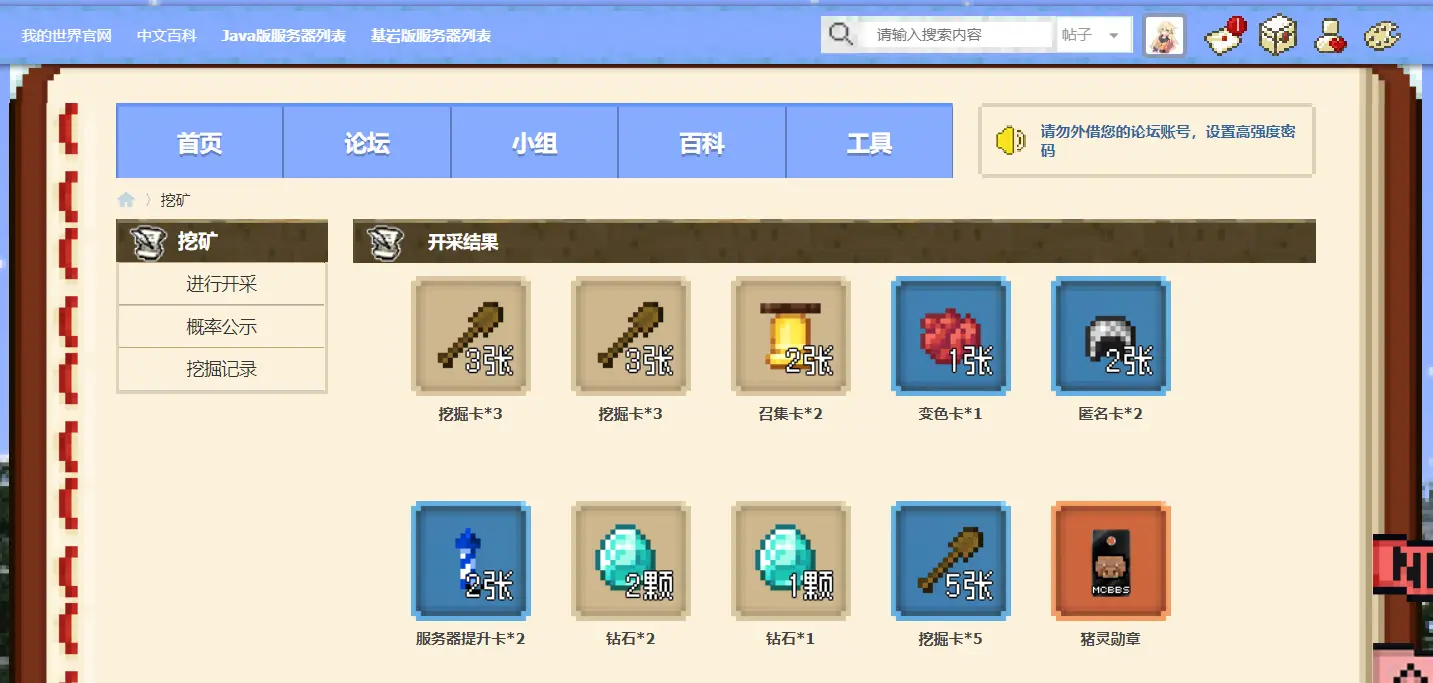 我的世界官网 中文百科 Java版服务器列表 基岩版服务器列表 请输入搜索内容 帖子
首页 论坛 小组 百科 工具
请勿外借您的论坛账号，设置高强度密
码
〉挖矿
挖矿
进行开采
概率公示
挖掘记录
开采结果
3张 3张 2张 1张 2张
挖掘卡*3 挖掘卡*3 召集卡*2 变色卡*1 匿名卡*2
2张 2颗 1颗 5张 MCBBS
服务器提升卡*2 钻石*2 钻石*1 挖掘卡*5 猪灵勋章